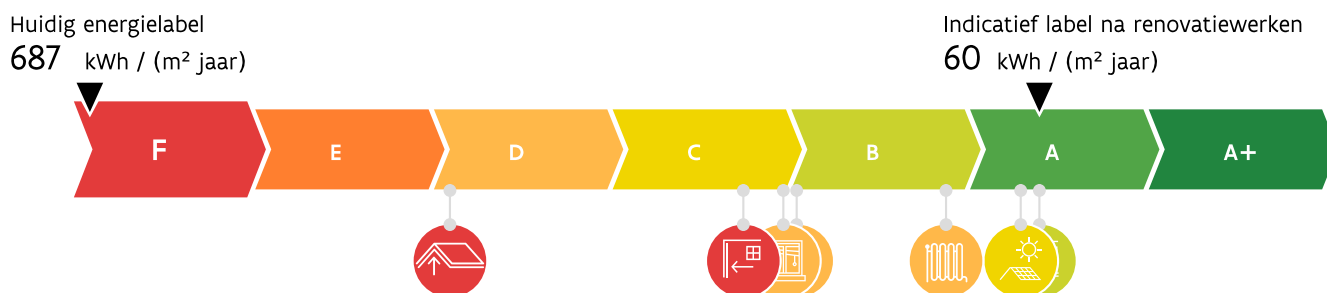 Huidig energielabel
687 kWh / (m² jaar)
Indicatief label na renovatiewerken
60 kWh / (m² jaar)
F E D C B A A+